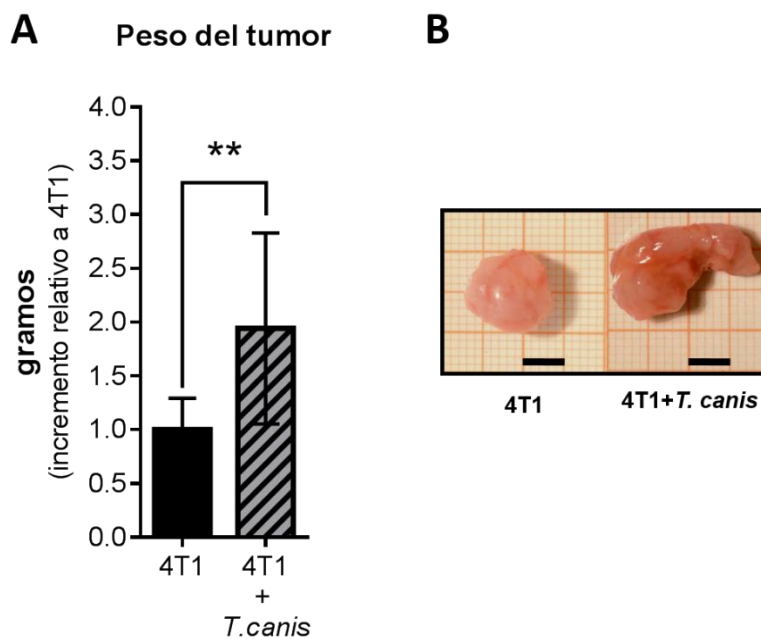 A
Peso del tumor
gramos
(incremento relativo a 4T1)
4.0
3.5
3.0
2.5
2.0
1.5
1.0
0.5
0.0
**
4T1
4T1
+
T.canis
B
4T1
4T1+T. canis